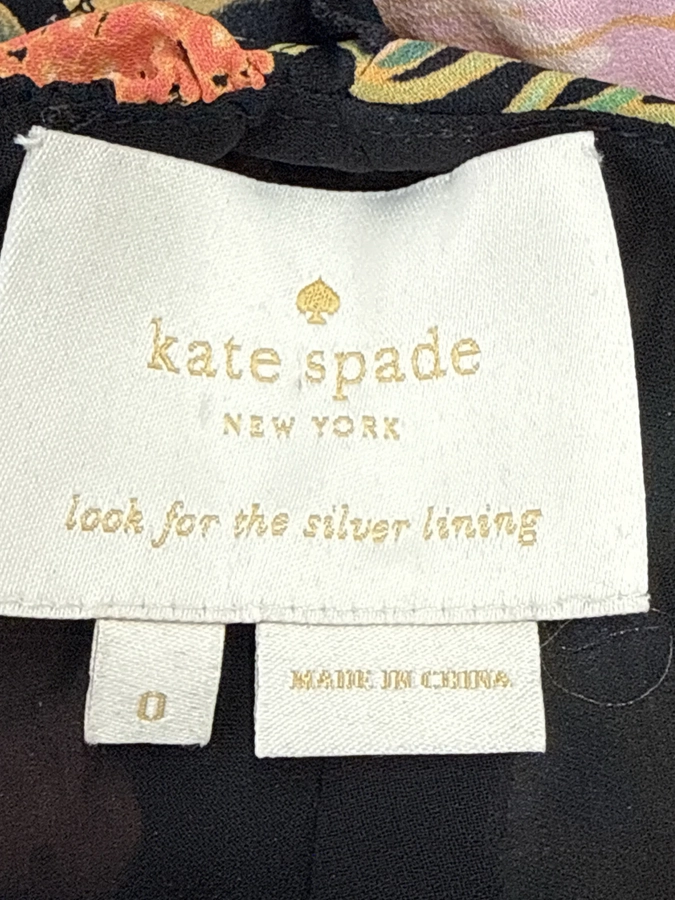 kate spade
NEW YORK
look for the silver lining
0
MADE IN CHINA